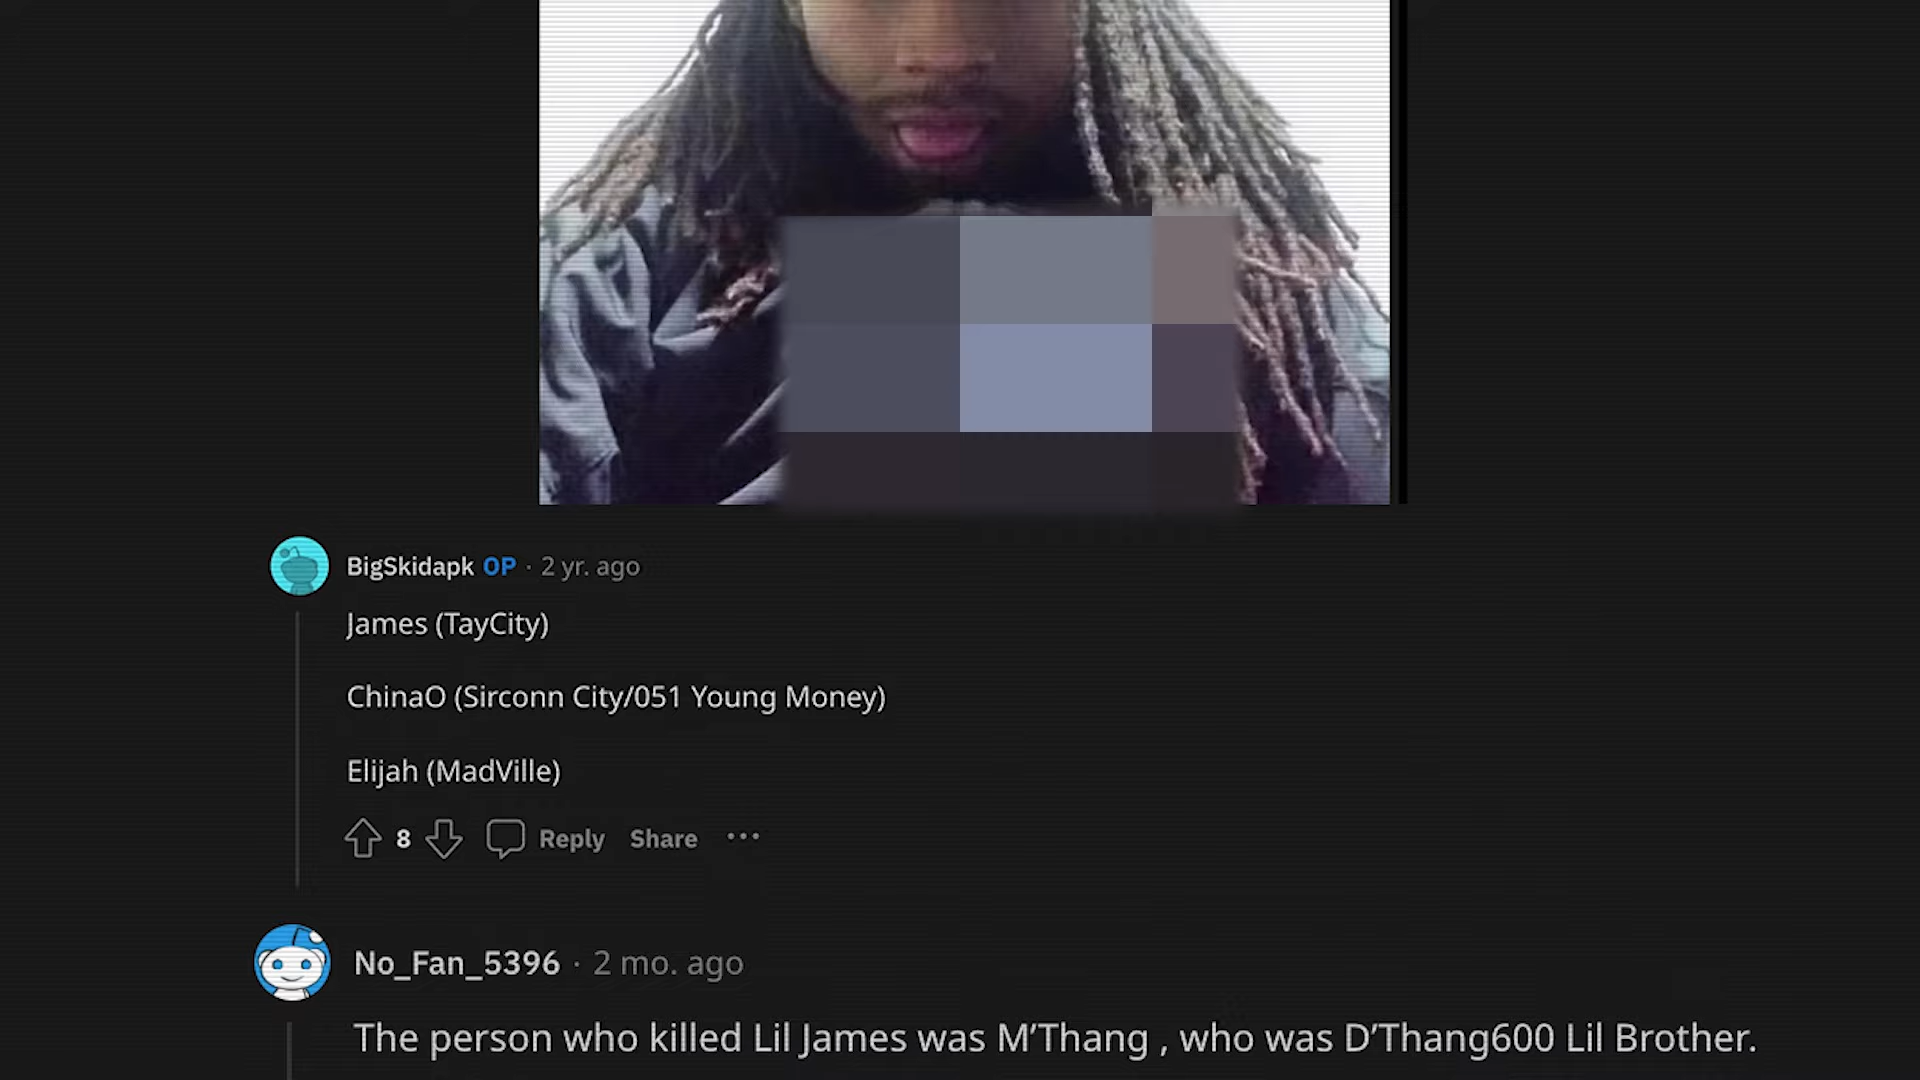 BigSkidapk OP · 2 yr. ago
James (TayCity)
ChinaO (Sirconn City/051 Young Money)
Elijah (MadVille)
8 Reply Share ···
No_Fan_5396 · 2 mo. ago
The person who killed Lil James was M’Thang , who was D’Thang600 Lil Brother.